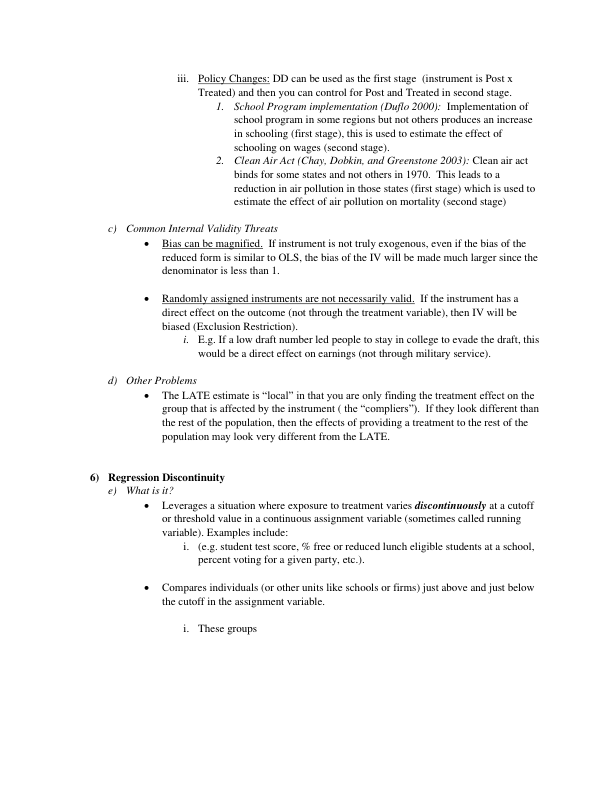 iii. Policy Changes: DD can be used as the first stage (instrument is Post x
Treated) and then you can control for Post and Treated in second stage.
1. School Program implementation (Duflo 2000): Implementation of
school program in some regions but not others produces an increase
in schooling (first stage), this is used to estimate the effect of
schooling on wages (second stage).
2. Clean Air Act (Chay, Dobkin, and Greenstone 2003): Clean air act
binds for some states and not others in 1970. This leads to a
reduction in air pollution in those states (first stage) which is used to
estimate the effect of air pollution on mortality (second stage)
c) Common Internal Validity Threats
• Bias can be magnified. If instrument is not truly exogenous, even if the bias of the
reduced form is similar to OLS, the bias of the IV will be made much larger since the
denominator is less than 1.
• Randomly assigned instruments are not necessarily valid. If the instrument has a
direct effect on the outcome (not through the treatment variable), then IV will be
biased (Exclusion Restriction).
i. E.g. If a low draft number led people to stay in college to evade the draft, this
would be a direct effect on earnings (not through military service).
d) Other Problems
• The LATE estimate is “local” in that you are only finding the treatment effect on the
group that is affected by the instrument ( the “compliers”). If they look different than
the rest of the population, then the effects of providing a treatment to the rest of the
population may look very different from the LATE.
6) Regression Discontinuity
e) What is it?
• Leverages a situation where exposure to treatment varies discontinuously at a cutoff
or threshold value in a continuous assignment variable (sometimes called running
variable). Examples include:
i. (e.g. student test score, % free or reduced lunch eligible students at a school,
percent voting for a given party, etc.).
• Compares individuals (or other units like schools or firms) just above and just below
the cutoff in the assignment variable.
i. These groups